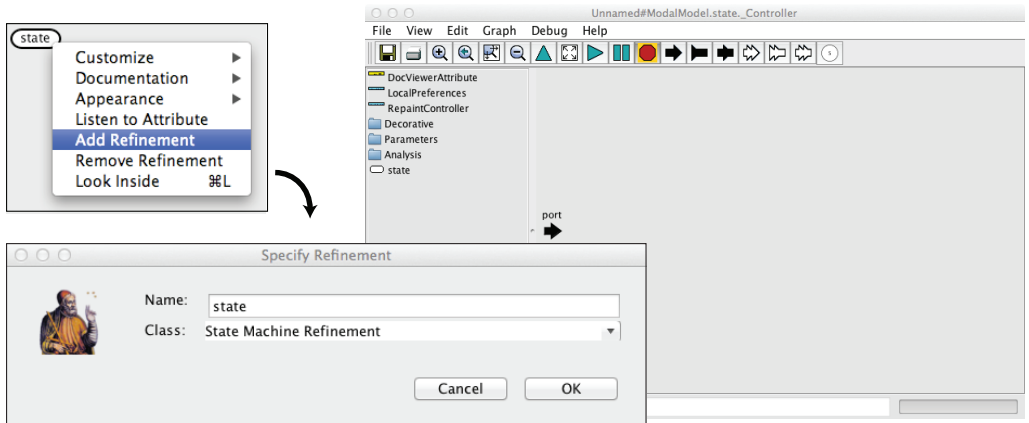 state
Customize
Documentation
Appearance
Listen to Attribute
Add Refinement
Remove Refinement
Look Inside ⌘L
Unnamed#ModalModel.state._Controller
File View Edit Graph Debug Help
DocViewerAttribute
LocalPreferences
RepaintController
Decorative
Parameters
Analysis
state
port
Specify Refinement
Name: state
Class: State Machine Refinement
Cancel OK